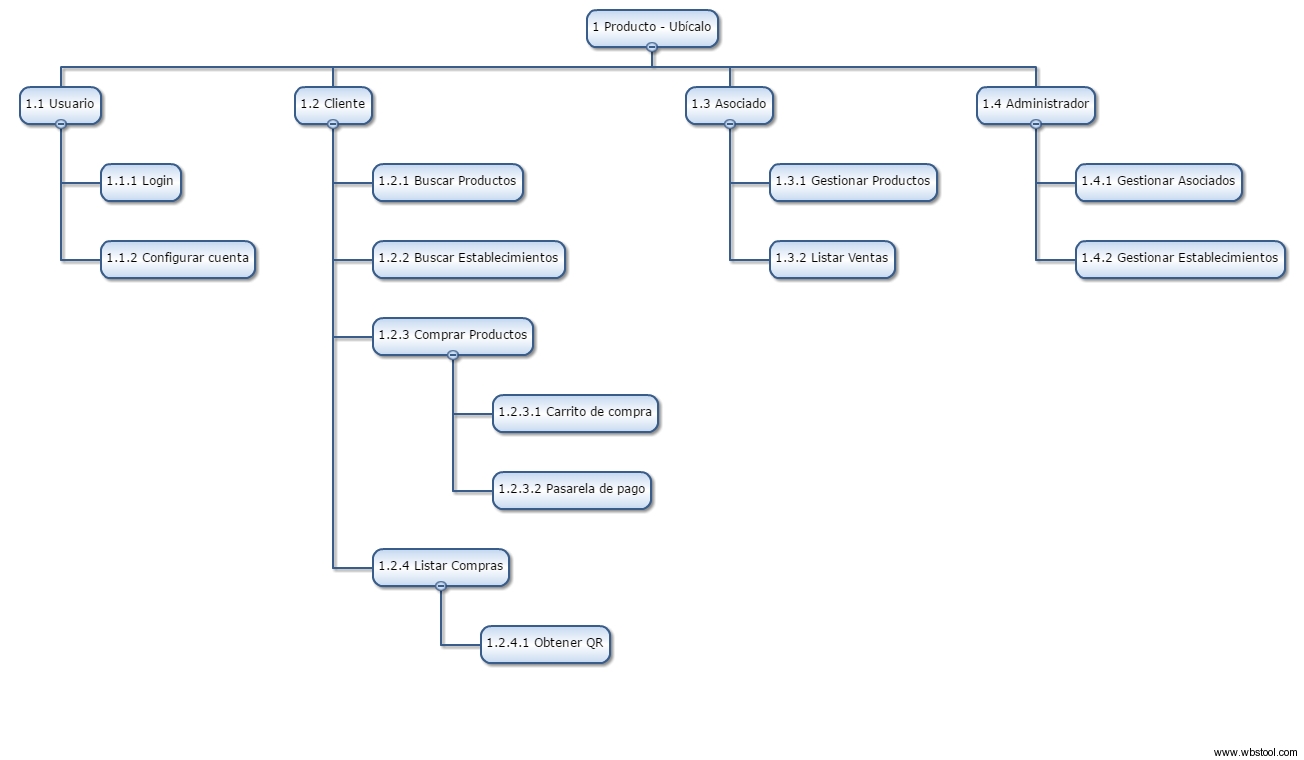 1 Producto - Ubícalo
1.1 Usuario
1.2 Cliente
1.3 Asociado
1.4 Administrador
1.1.1 Login
1.2.1 Buscar Productos
1.3.1 Gestionar Productos
1.4.1 Gestionar Asociados
1.1.2 Configurar cuenta
1.2.2 Buscar Establecimientos
1.3.2 Listar Ventas
1.4.2 Gestionar Establecimientos
1.2.3 Comprar Productos
1.2.3.1 Carrito de compra
1.2.3.2 Pasarela de pago
1.2.4 Listar Compras
1.2.4.1 Obtener QR
www.wbstool.com